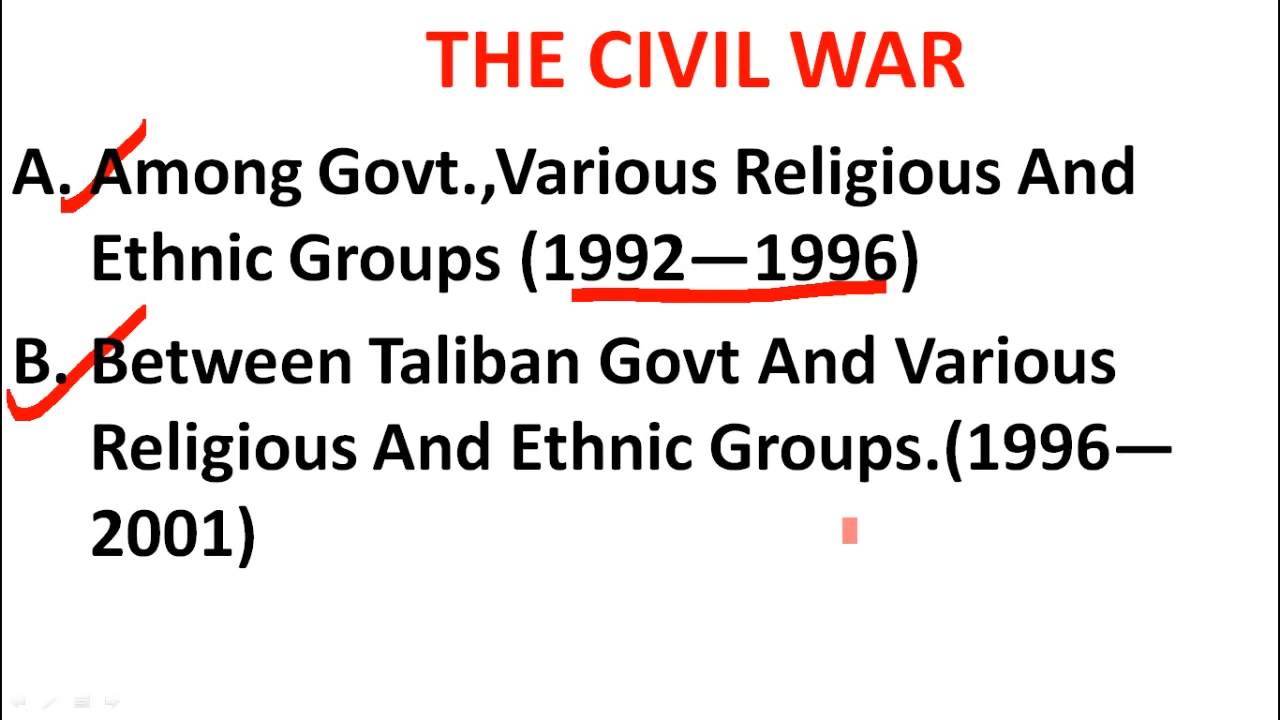 THE CIVIL WAR
A. Among Govt.,Various Religious And
Ethnic Groups (1992—1996)
B. Between Taliban Govt And Various
Religious And Ethnic Groups.(1996—
2001)